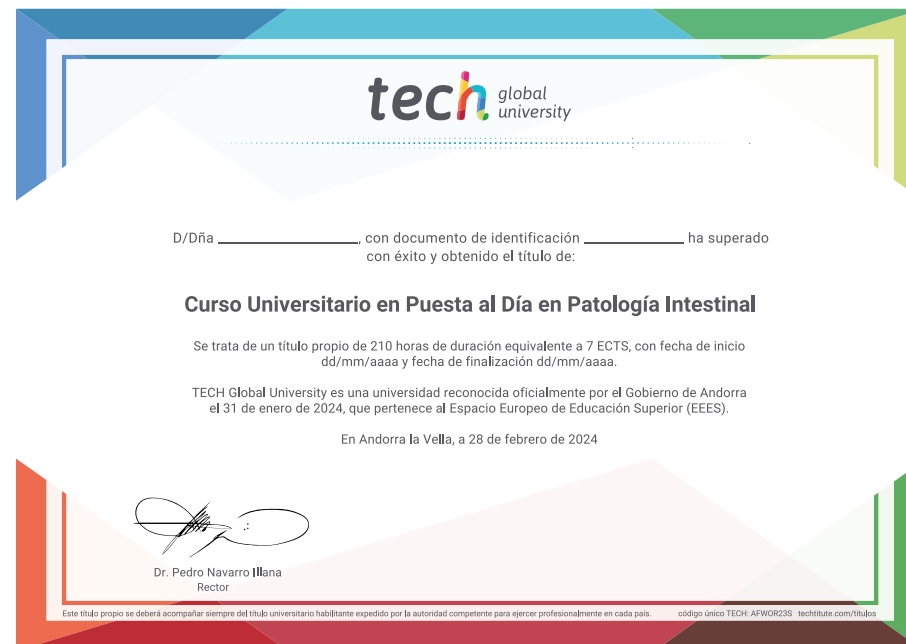 tech global university
D/Dña ________________, con documento de identificación ____________ ha superado
con éxito y obtenido el título de:
Curso Universitario en Puesta al Día en Patología Intestinal
Se trata de un título propio de 210 horas de duración equivalente a 7 ECTS, con fecha de inicio
dd/mm/aaaa y fecha de finalización dd/mm/aaaa.
TECH Global University es una universidad reconocida oficialmente por el Gobierno de Andorra
el 31 de enero de 2024, que pertenece al Espacio Europeo de Educación Superior (EEES).
En Andorra la Vella, a 28 de febrero de 2024
Dr. Pedro Navarro Illana
Rector
Este título propio se deberá acompañar siempre del título universitario habilitante expedido por la autoridad competente para ejercer profesionalmente en cada país. código único TECH: AFWOR23S techtitute.com/titulos